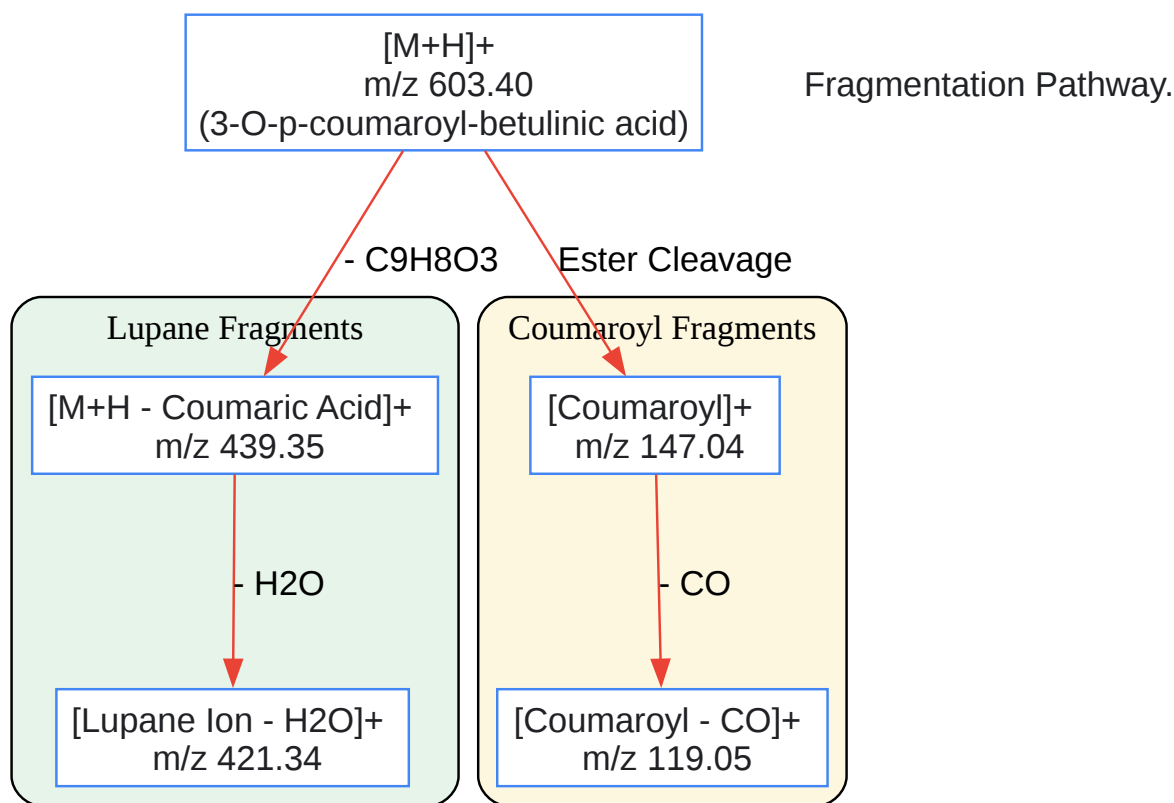 [M+H]+
m/z 603.40
(3-O-p-coumaroyl-betulinic acid)
Fragmentation Pathway.
- C9H8O3
Ester Cleavage
Lupane Fragments
Coumaroyl Fragments
[M+H - Coumaric Acid]+
m/z 439.35
[Coumaroyl]+
m/z 147.04
- H2O
- CO
[Lupane Ion - H2O]+
m/z 421.34
[Coumaroyl - CO]+
m/z 119.05